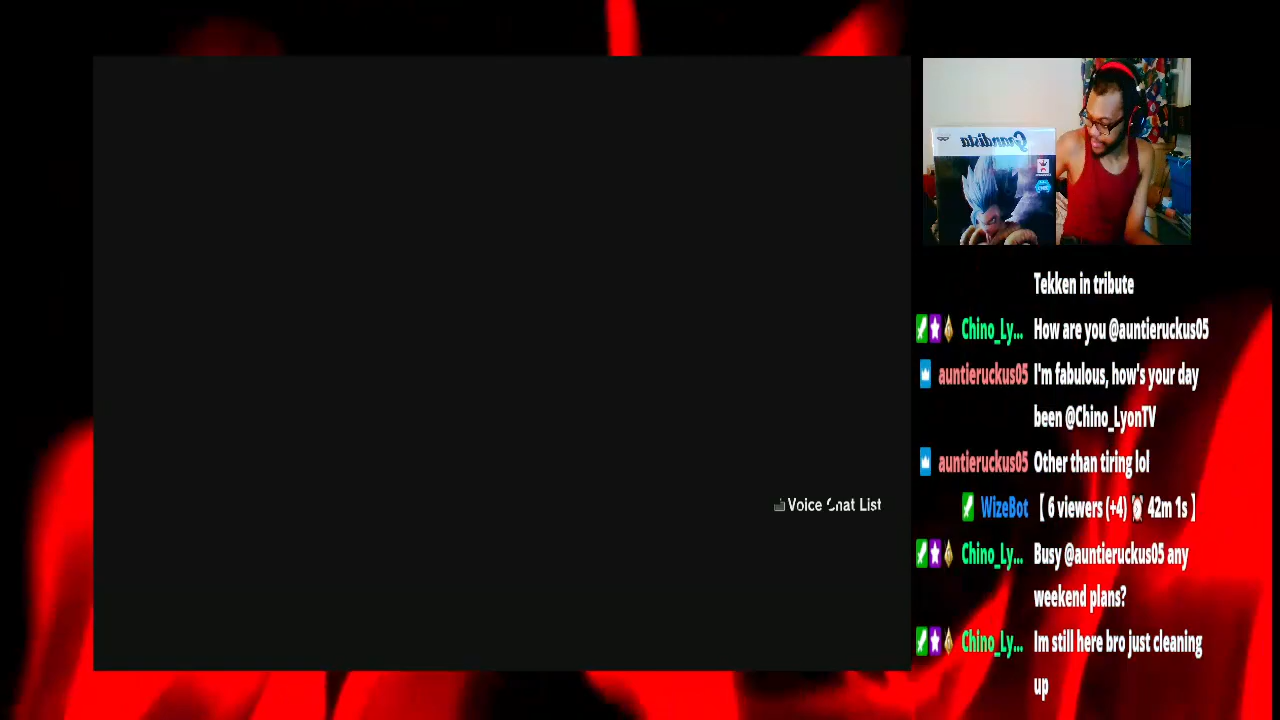 Grandista
Tekken in tribute
Chino_Ly... How are you @auntieruckus05
auntieruckus05 I'm fabulous, how's your day
been @Chino_LyonTV
auntieruckus05 Other than tiring lol
Voice Chat List
WizeBot 【 6 viewers (+4) ⏰ 42m 1s 】
Chino_Ly... Busy @auntieruckus05 any
weekend plans?
Chino_Ly... Im still here bro just cleaning
up